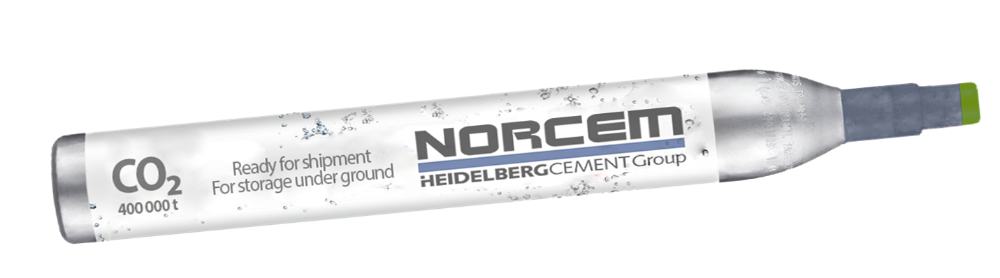 CO₂
400 000 t
Ready for shipment
For storage under ground
NORCEM
HEIDELBERGCEMENT Group